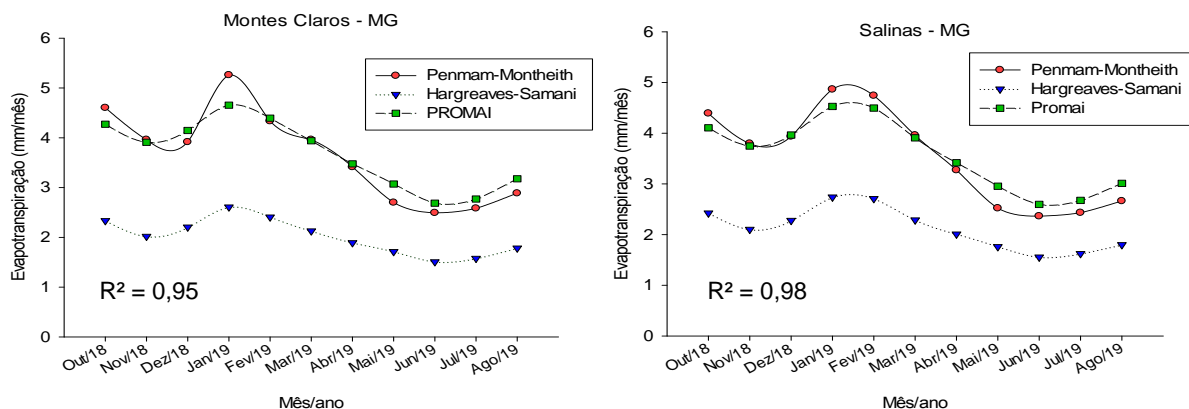 Montes Claros - MG
Evapotranspiração (mm/mês)
6
5
4
3
2
1
0
Penmam-Montheith
Hargreaves-Samani
PROMAI
R² = 0,95
Out/18
Nov/18
Dez/18
Jan/19
Fev/19
Mar/19
Abr/19
Mai/19
Jun/19
Jul/19
Ago/19
Mês/ano
Salinas - MG
Evapotranspiração (mm/mês)
6
5
4
3
2
1
0
Penmam-Montheith
Hargreaves-Samani
Promai
R² = 0,98
Out/18
Nov/18
Dez/18
Jan/19
Fev/19
Mar/19
Abr/19
Mai/19
Jun/19
Jul/19
Ago/19
Mês/ano